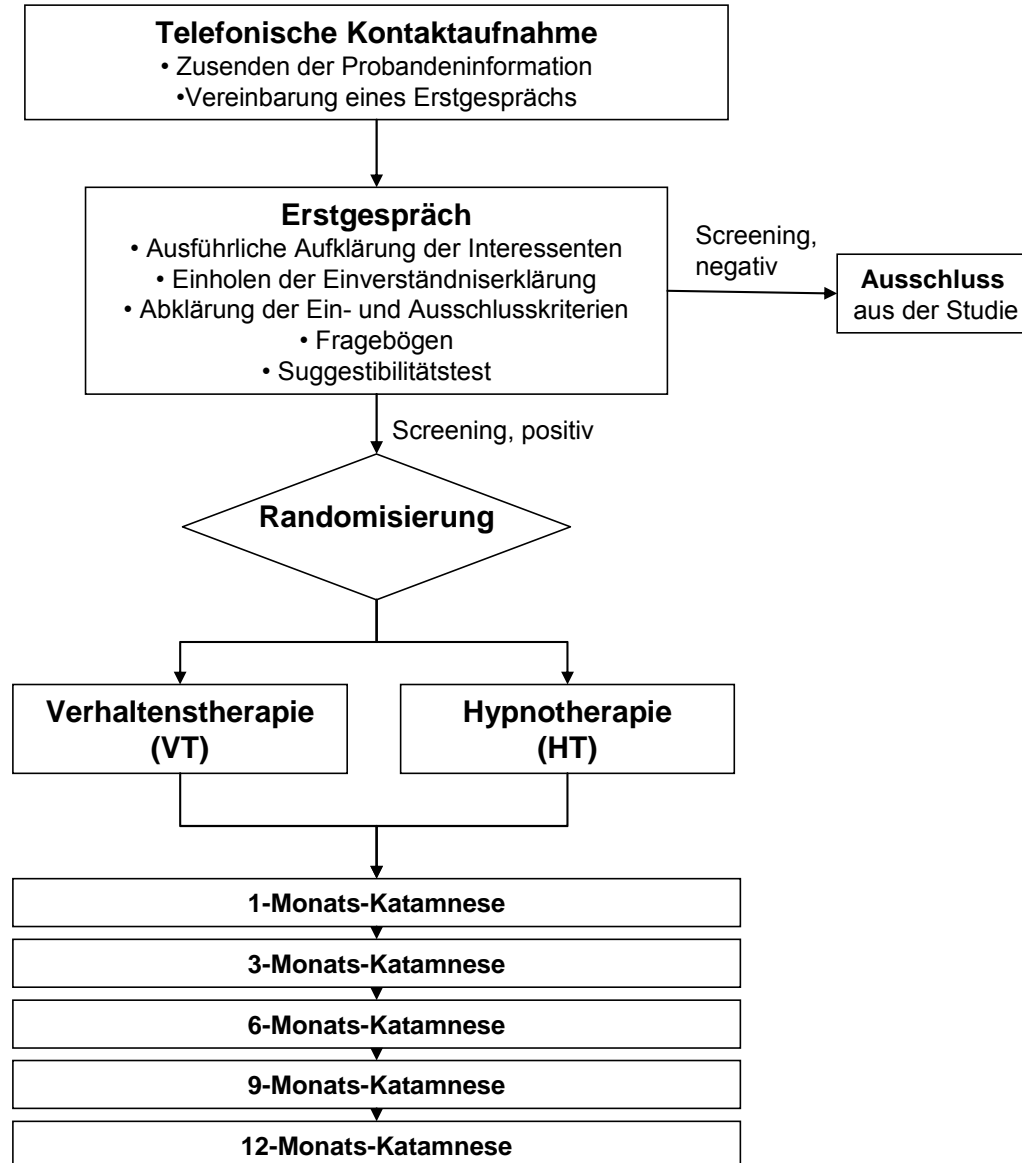 Telefonische Kontaktaufnahme
• Zusenden der Probandeninformation
•Vereinbarung eines Erstgesprächs
Erstgespräch
• Ausführliche Aufklärung der Interessenten
• Einholen der Einverständniserklärung
• Abklärung der Ein- und Ausschlusskriterien
• Fragebögen
• Suggestibilitätstest
Screening,
negativ
Ausschluss
aus der Studie
Screening, positiv
Randomisierung
Verhaltenstherapie
(VT)
Hypnotherapie
(HT)
1-Monats-Katamnese
3-Monats-Katamnese
6-Monats-Katamnese
9-Monats-Katamnese
12-Monats-Katamnese